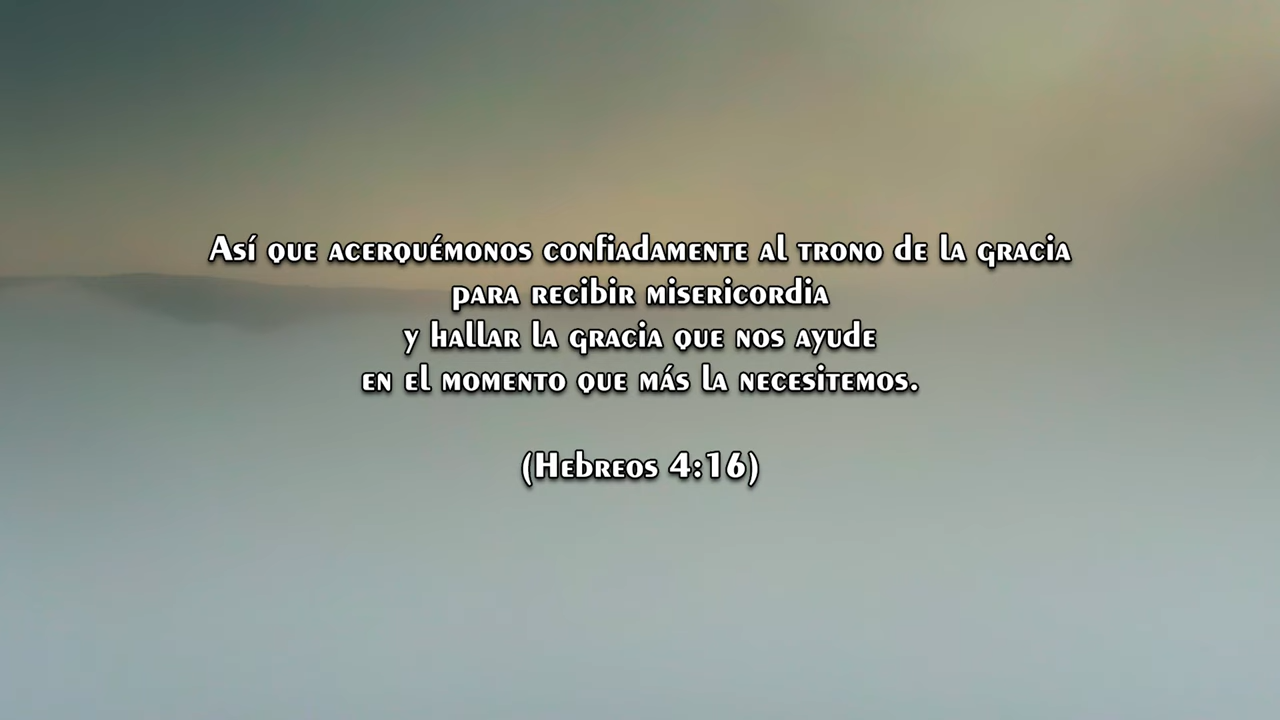 Así que acerquémonos confiadamente al trono de la gracia
para recibir misericordia
y hallar la gracia que nos ayude
en el momento que más la necesitemos.
(Hebreos 4:16)